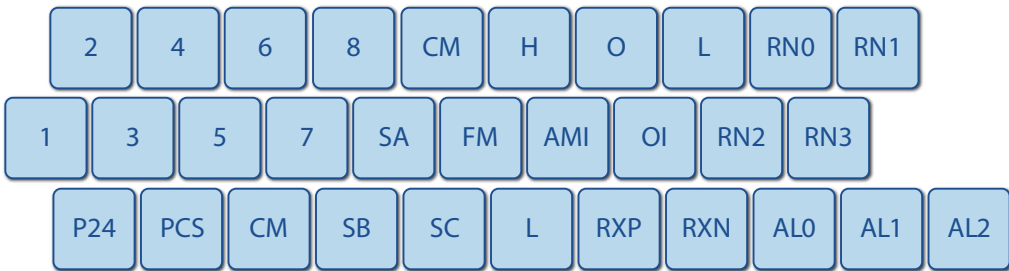 2 4 6 8 CM H O L RN0 RN1
1 3 5 7 SA FM AMI OI RN2 RN3
P24 PCS CM SB SC L RXP RXN AL0 AL1 AL2